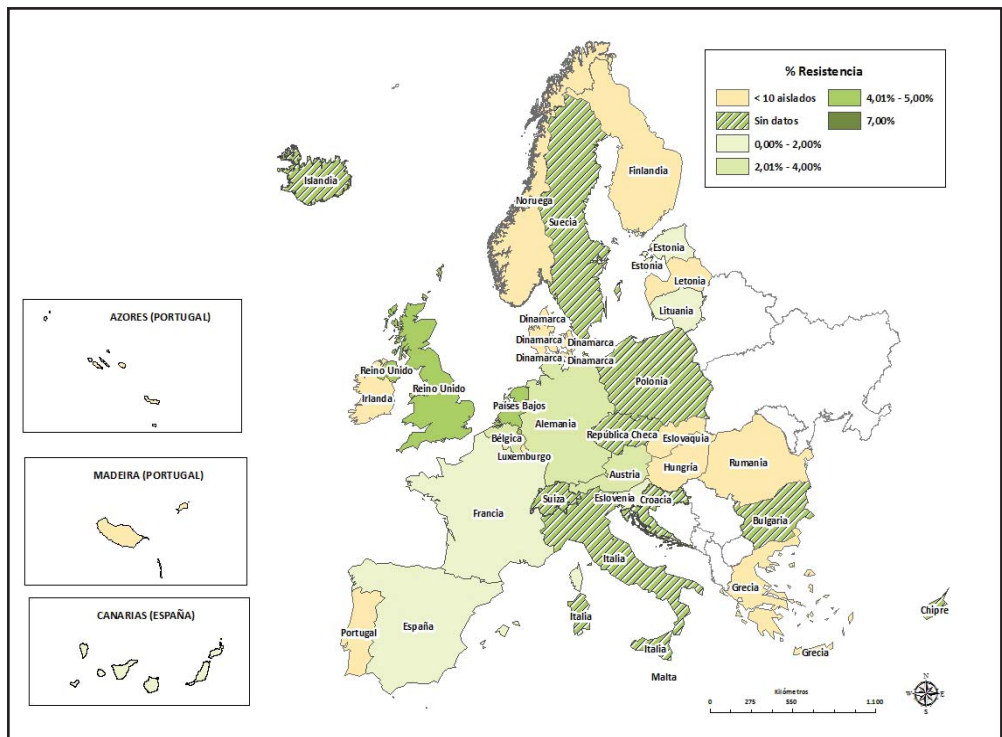 % Resistencia
< 10 aislados
4,01% - 5,00%
Sin datos
7,00%
0,00% - 2,00%
2,01% - 4,00%
Islandia
Finlandia
Noruega
Suecia
Estonia
Estonia
Letonia
Lituania
Dinamarca
Dinamarca
Dinamarca
Dinamarca
Dinamarca
Reino Unido
Irlanda
Reino Unido
Países Bajos
Polonia
Alemania
Bélgica
República Checa
Luxemburgo
Eslovaquia
Austria
Hungría
Rumania
Suiza
Eslovenia
Croacia
Francia
Bulgaria
Italia
Grecia
Portugal
España
Italia
Chipre
Italia
Grecia
Malta
AZORES (PORTUGAL)
MADEIRA (PORTUGAL)
CANARIAS (ESPAÑA)
Kilómetros
0 275 550 1.100
N
W E
S